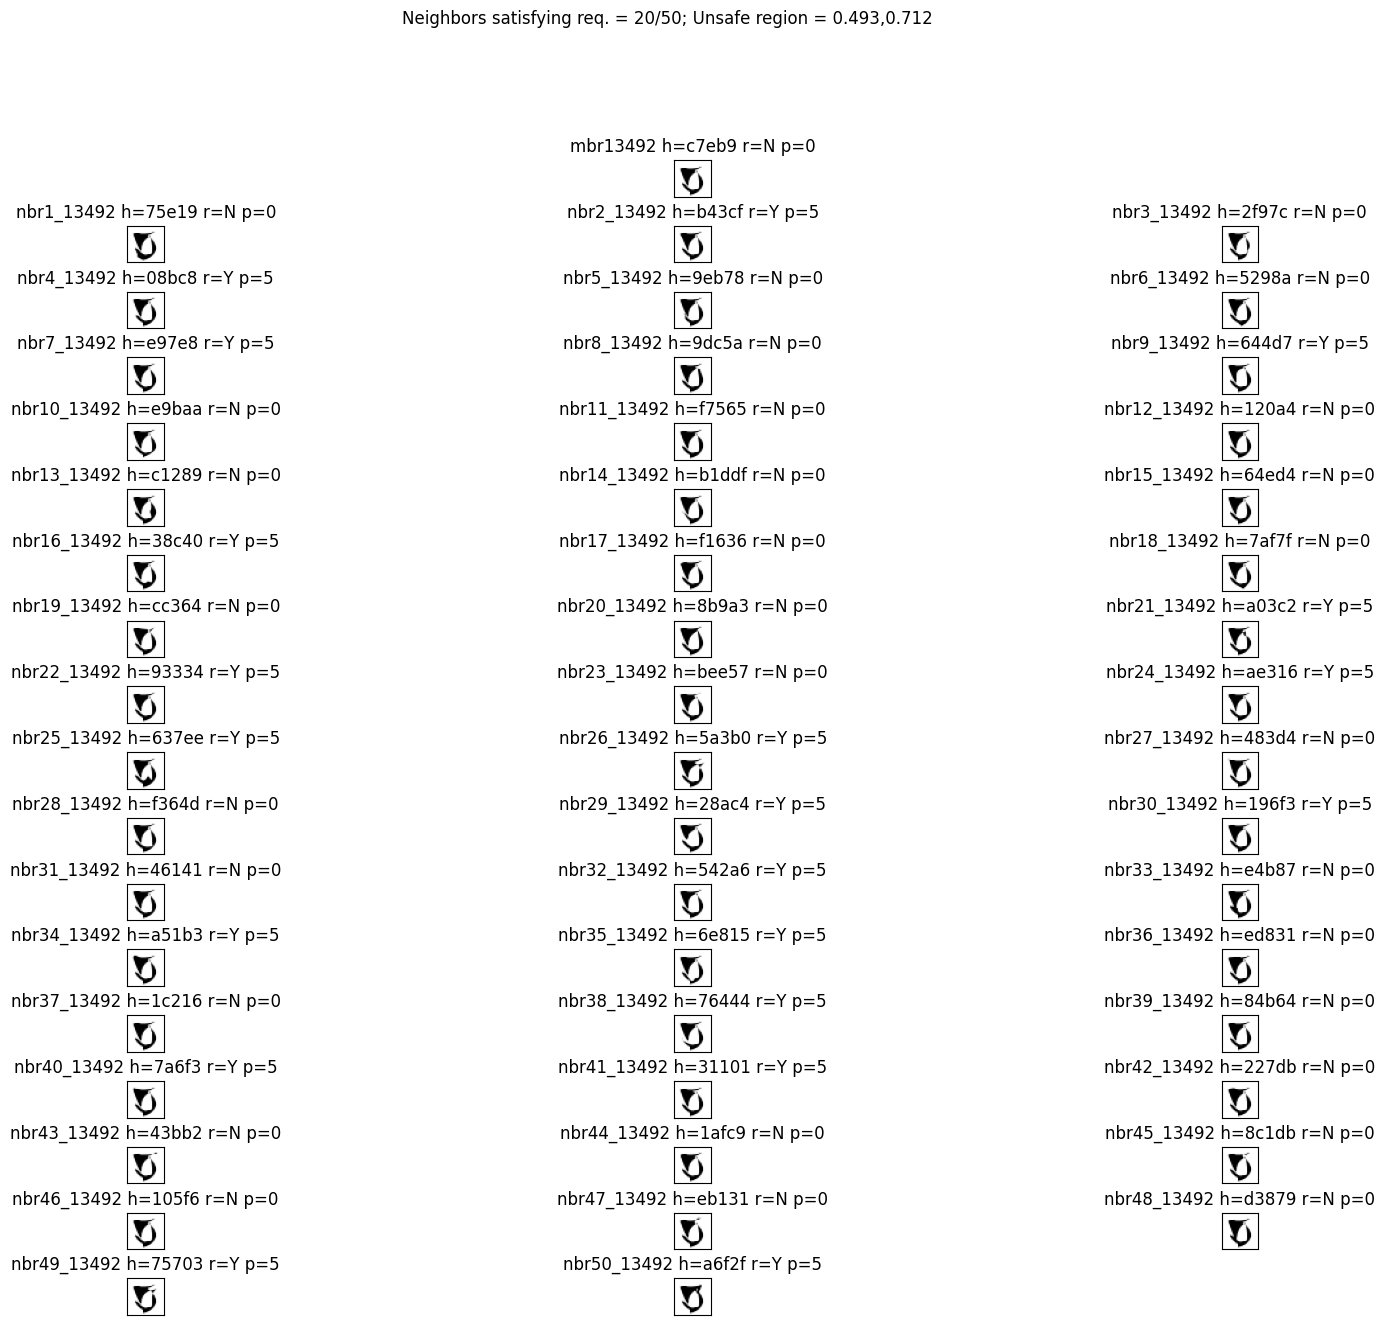 Neighbors satisfying req. = 20/50; Unsafe region = 0.493,0.712
mbr13492 h=c7eb9 r=N p=0
nbr1_13492 h=75e19 r=N p=0
nbr2_13492 h=b43cf r=Y p=5
nbr3_13492 h=2f97c r=N p=0
nbr4_13492 h=08bc8 r=Y p=5
nbr5_13492 h=9eb78 r=N p=0
nbr6_13492 h=5298a r=N p=0
nbr7_13492 h=e97e8 r=Y p=5
nbr8_13492 h=9dc5a r=N p=0
nbr9_13492 h=644d7 r=Y p=5
nbr10_13492 h=e9baa r=N p=0
nbr11_13492 h=f7565 r=N p=0
nbr12_13492 h=120a4 r=N p=0
nbr13_13492 h=c1289 r=N p=0
nbr14_13492 h=b1ddf r=N p=0
nbr15_13492 h=64ed4 r=N p=0
nbr16_13492 h=38c40 r=Y p=5
nbr17_13492 h=f1636 r=N p=0
nbr18_13492 h=7af7f r=N p=0
nbr19_13492 h=cc364 r=N p=0
nbr20_13492 h=8b9a3 r=N p=0
nbr21_13492 h=a03c2 r=Y p=5
nbr22_13492 h=93334 r=Y p=5
nbr23_13492 h=bee57 r=N p=0
nbr24_13492 h=ae316 r=Y p=5
nbr25_13492 h=637ee r=Y p=5
nbr26_13492 h=5a3b0 r=Y p=5
nbr27_13492 h=483d4 r=N p=0
nbr28_13492 h=f364d r=N p=0
nbr29_13492 h=28ac4 r=Y p=5
nbr30_13492 h=196f3 r=Y p=5
nbr31_13492 h=46141 r=N p=0
nbr32_13492 h=542a6 r=Y p=5
nbr33_13492 h=e4b87 r=N p=0
nbr34_13492 h=a51b3 r=Y p=5
nbr35_13492 h=6e815 r=Y p=5
nbr36_13492 h=ed831 r=N p=0
nbr37_13492 h=1c216 r=N p=0
nbr38_13492 h=76444 r=Y p=5
nbr39_13492 h=84b64 r=N p=0
nbr40_13492 h=7a6f3 r=Y p=5
nbr41_13492 h=31101 r=Y p=5
nbr42_13492 h=227db r=N p=0
nbr43_13492 h=43bb2 r=N p=0
nbr44_13492 h=1afc9 r=N p=0
nbr45_13492 h=8c1db r=N p=0
nbr46_13492 h=105f6 r=N p=0
nbr47_13492 h=eb131 r=N p=0
nbr48_13492 h=d3879 r=N p=0
nbr49_13492 h=75703 r=Y p=5
nbr50_13492 h=a6f2f r=Y p=5